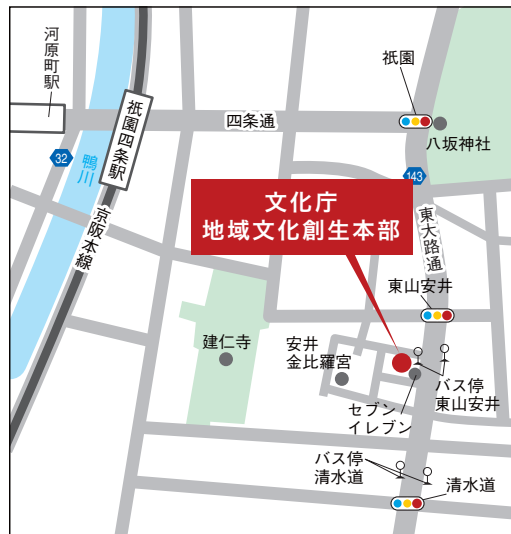 河原町駅
祇園
四条通
八坂神社
祇園四条駅
32
鴨川
143
文化庁
地域文化創生本部
京阪本線
東大路通
東山安井
建仁寺
安井
金比羅宮
バス停
東山安井
セブン
イレブン
バス停
清水道
清水道